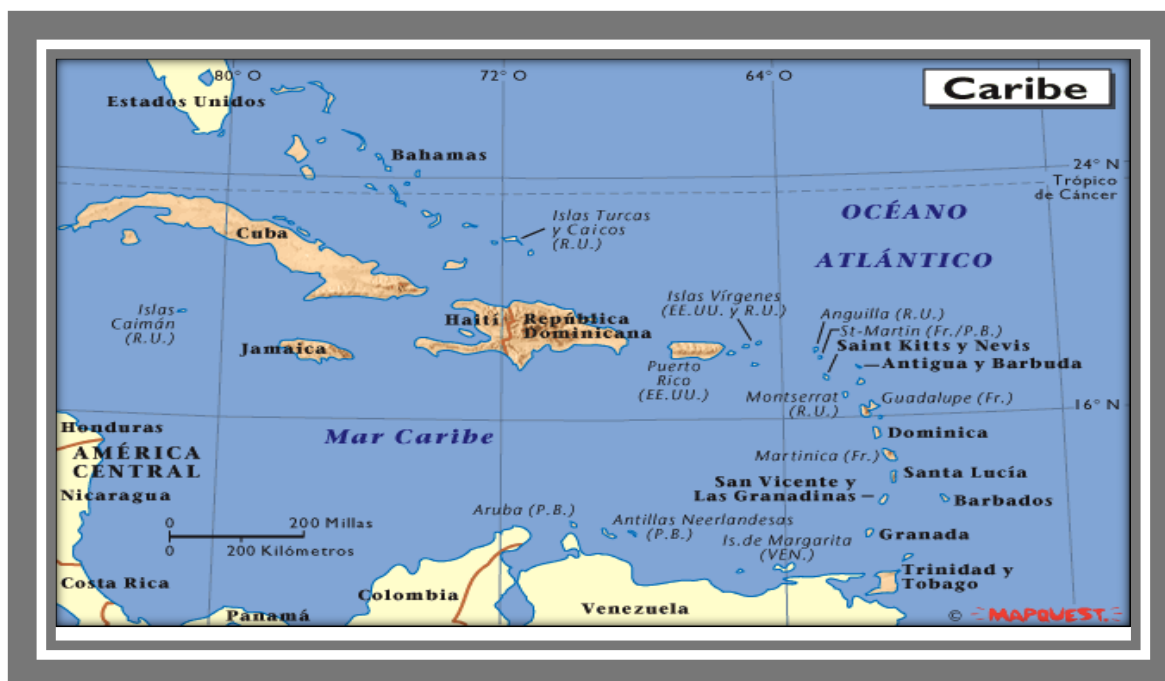 80° O
72° O
64° O
Caribe
Estados Unidos
Bahamas
24° N
Trópico
de Cáncer
OCÉANO
ATLÁNTICO
Islas Turcas
y Caicos
(R.U.)
Cuba
Islas
Caimán
(R.U.)
Jamaica
Haití
República
Dominicana
Islas Vírgenes
(EE.UU. y R.U.)
Puerto
Rico
(EE.UU.)
Anguilla (R.U.)
St-Martin (Fr./P.B.)
Saint Kitts y Nevis
Antigua y Barbuda
Montserrat
(R.U.)
Guadalupe (Fr.)
16° N
Honduras
AMÉRICA
CENTRAL
Nicaragua
Mar Caribe
Dominica
Martinica (Fr.)
Santa Lucía
San Vicente y
Las Granadinas
Barbados
0 200 Millas
0 200 Kilómetros
Aruba (P.B.)
Antillas Neerlandesas
(P.B.)
Is.de Margarita
(VEN.)
Granada
Trinidad y
Tobago
Costa Rica
Panamá
Colombia
Venezuela
© MAPQUEST.